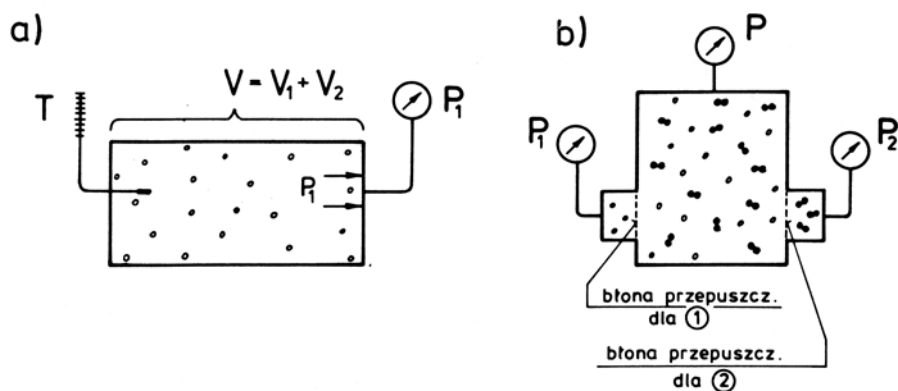 a)
T
V = V₁ + V₂
P₁
P₁
b)
P
P₁
P₂
błona przepuszcz.
dla ①
błona przepuszcz.
dla ②